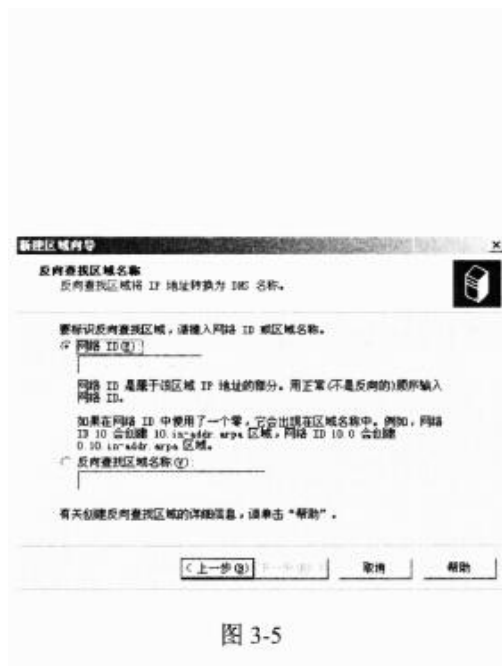 新建区域向导
反向查找区域名称
反向查找区域将 IP 地址转换为 DNS 名称。
要标识反向查找区域，请键入网络 ID 或区域名称。
网络 ID(E):
网络 ID 是属于该区域 IP 地址的部分。用正常(不是反向的)顺序输入
网络 ID。
如果在网络 ID 中使用了一个零，它会出现在区域名称中。例如，网络
ID 10 会创建 10.in-addr.arpa 区域，网络 ID 10.0 会创建
0.10.in-addr.arpa 区域。
反向查找区域名称(V):
有关创建反向查找区域的详细信息，请单击“帮助”。
< 上一步(B)
取消
帮助
图 3-5